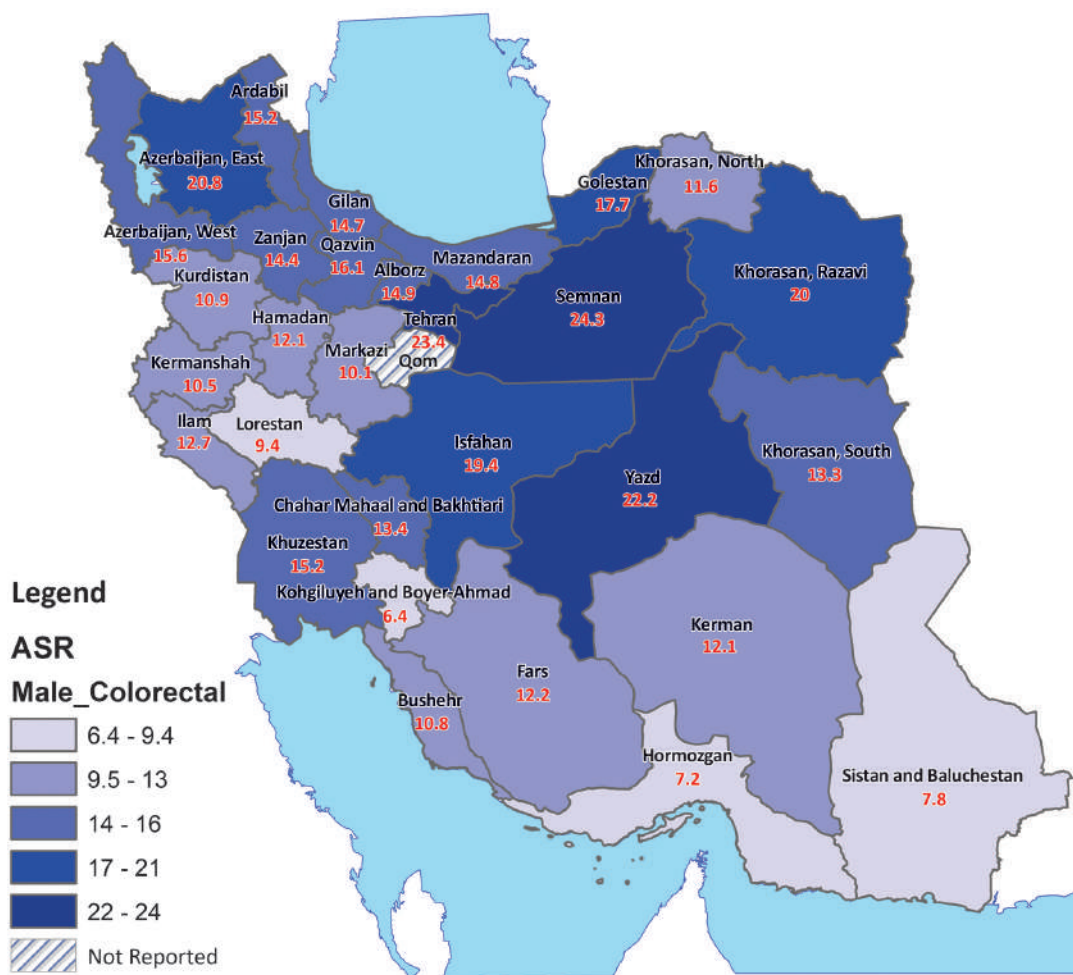 Ardabil
15.2
Azerbaijan, East
20.8
Khorasan, North
11.6
Golestan
17.7
Gilan
14.7
Azerbaijan, West
15.6
Zanjan
14.4
Qazvin
16.1
Alborz
14.9
Mazandaran
14.8
Khorasan, Razavi
20
Kurdistan
10.9
Semnan
24.3
Hamadan
12.1
Tehran
23.4
Qom
Markazi
10.1
Kermanshah
10.5
Ilam
12.7
Lorestan
9.4
Isfahan
19.4
Khorasan, South
13.3
Yazd
22.2
Chahar Mahaal and Bakhtiari
13.4
Khuzestan
15.2
Kohgiluyeh and Boyer-Ahmad
6.4
Kerman
12.1
Fars
12.2
Bushehr
10.8
Hormozgan
7.2
Sistan and Baluchestan
7.8
Legend
ASR
Male_Colorectal
6.4 - 9.4
9.5 - 13
14 - 16
17 - 21
22 - 24
Not Reported